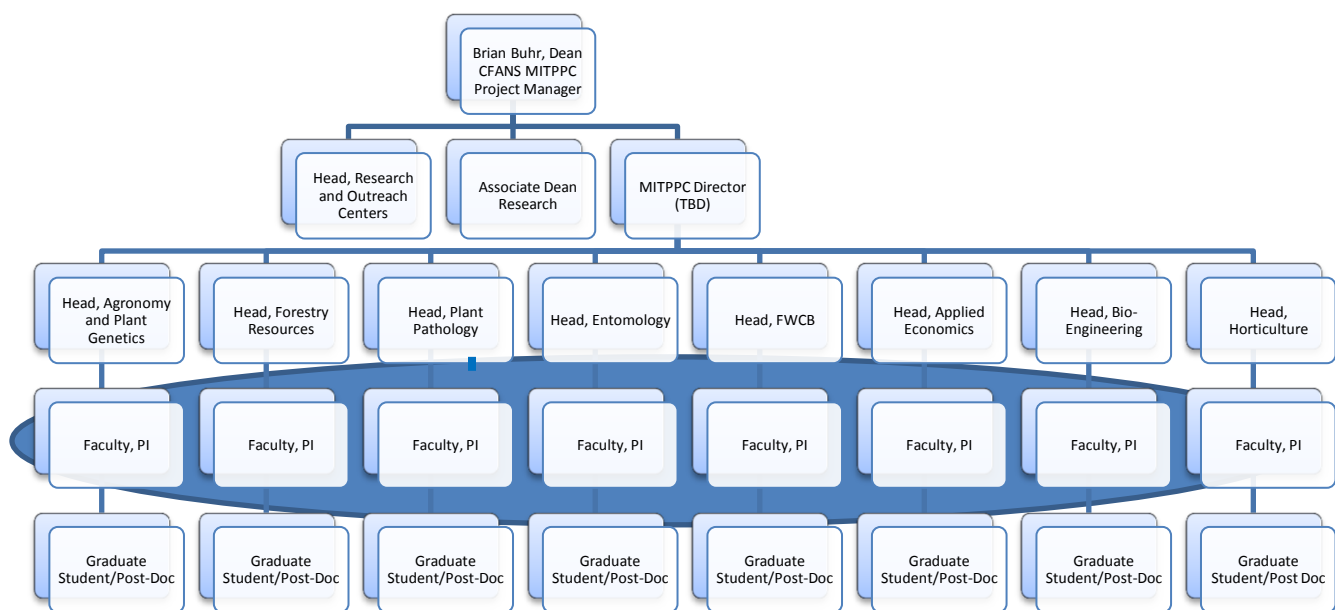 Brian Buhr, Dean
CFANS MITPPC
Project Manager
Head, Research
and Outreach
Centers
Associate Dean
Research
MITPPC Director
(TBD)
Head, Agronomy
and Plant
Genetics
Head, Forestry
Resources
Head, Plant
Pathology
Head, Entomology
Head, FWCB
Head, Applied
Economics
Head, Bio-
Engineering
Head,
Horticulture
Faculty, PI
Faculty, PI
Faculty, PI
Faculty, PI
Faculty, PI
Faculty, PI
Faculty, PI
Faculty, PI
Graduate
Student/Post-Doc
Graduate
Student/Post-Doc
Graduate
Student/Post-Doc
Graduate
Student/Post-Doc
Graduate
Student/Post-Doc
Graduate
Student/Post-Doc
Graduate
Student/Post-Doc
Graduate
Student/Post Doc